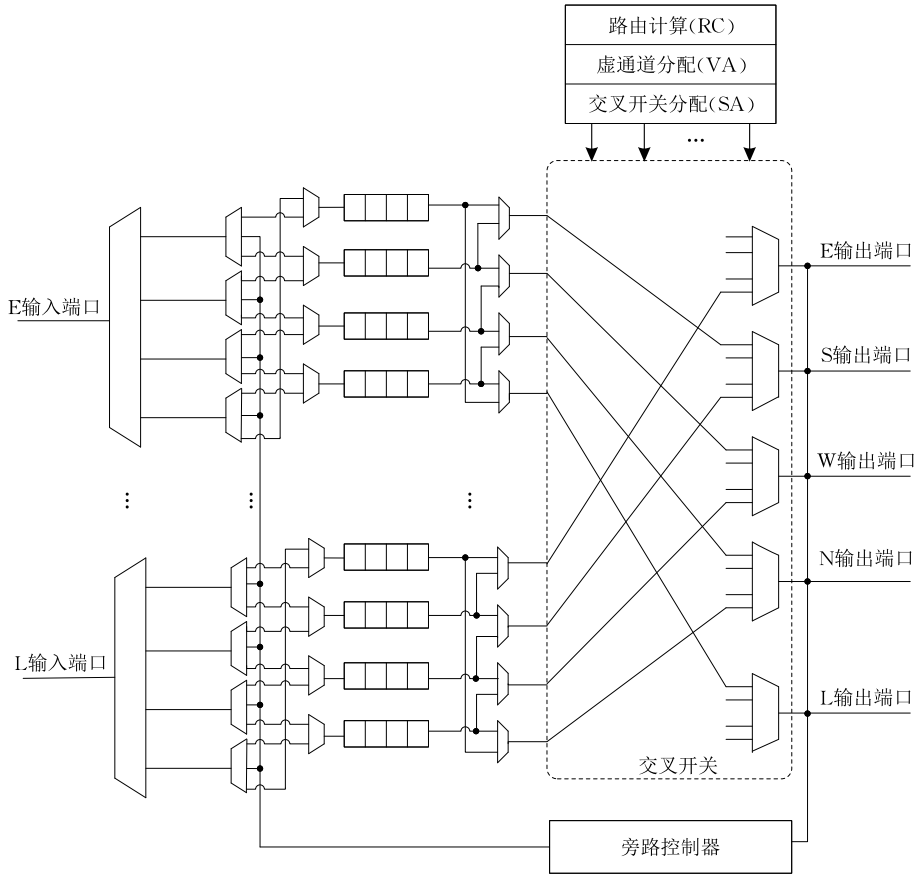 路由计算(RC)
虚通道分配(VA)
交叉开关分配(SA)
...
E输出端口
E输入端口
S输出端口
W输出端口
N输出端口
L输入端口
L输出端口
交叉开关
旁路控制器